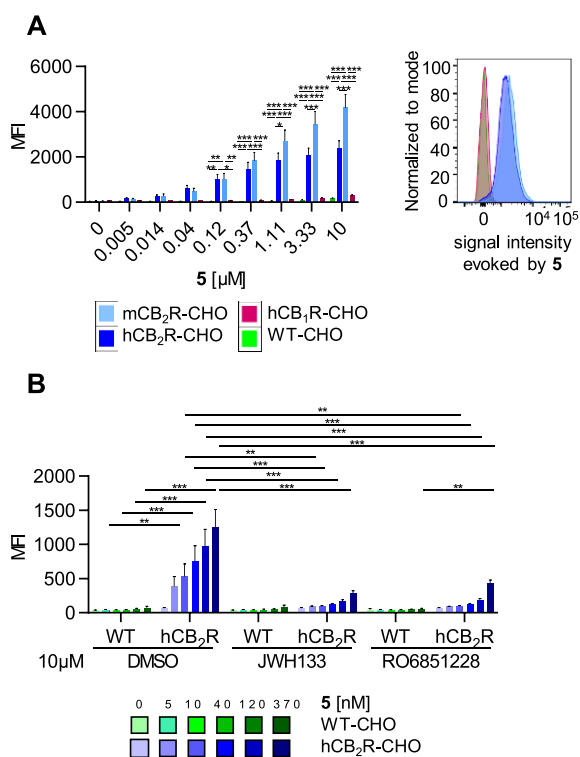 A
6000
4000
2000
0
MFI
** ** * **
*** *** *** ***
*** *** *** *** *
*** *** *** *** ***
*** *** *** *** ***
0 0.005 0.014 0.04 0.12 0.37 1.11 3.33 10
5 [µM]
100
80
60
40
20
0
Normalized to mode
0 10⁴ 10⁵
signal intensity
evoked by 5
mCB₂R-CHO hCB₁R-CHO
hCB₂R-CHO WT-CHO
B
**
***
***
***
**
***
***
***
***
***
***
**
**
2000
1500
1000
500
0
MFI
WT hCB₂R WT hCB₂R WT hCB₂R
10µM DMSO JWH133 RO6851228
0 5 10 40 120 370 5 [nM]
WT-CHO
hCB₂R-CHO